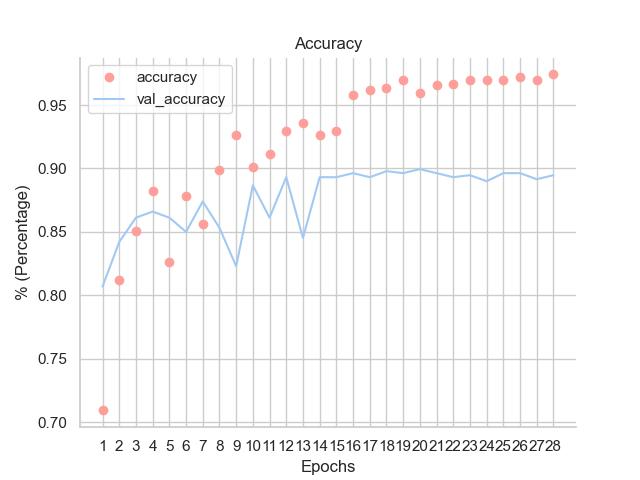 Accuracy
accuracy
val_accuracy
% (Percentage)
0.95
0.90
0.85
0.80
0.75
0.70
1 2 3 4 5 6 7 8 9 10 11 12 13 14 15 16 17 18 19 20 21 22 23 24 25 26 27 28
Epochs